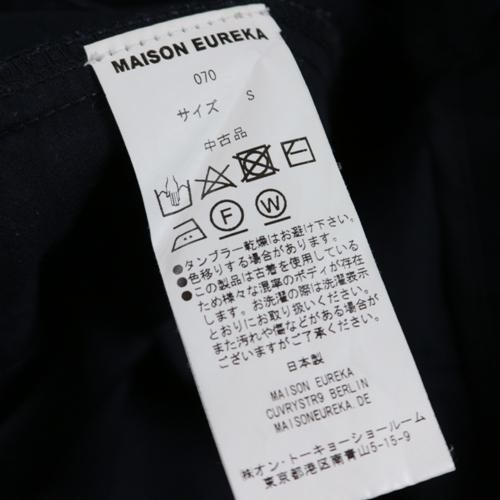 MAISON EUREKA
070
サイズ S
中古品
F W
●タンブラー乾燥はお避け下さい。
●色移りする場合があります。
●この製品は古着を使用している
ため様々な混率のボディが存在
します。お洗濯の際は洗濯表示
とおりにお取り扱いください。
また汚れや傷などがある場合が
ございますがご了承ください。
日本製
MAISON EUREKA
CUVRYSTR9 BERLIN
MAISONEUREKA.DE
㈱オン・トーキョーショールーム
東京都港区南青山5-15-9